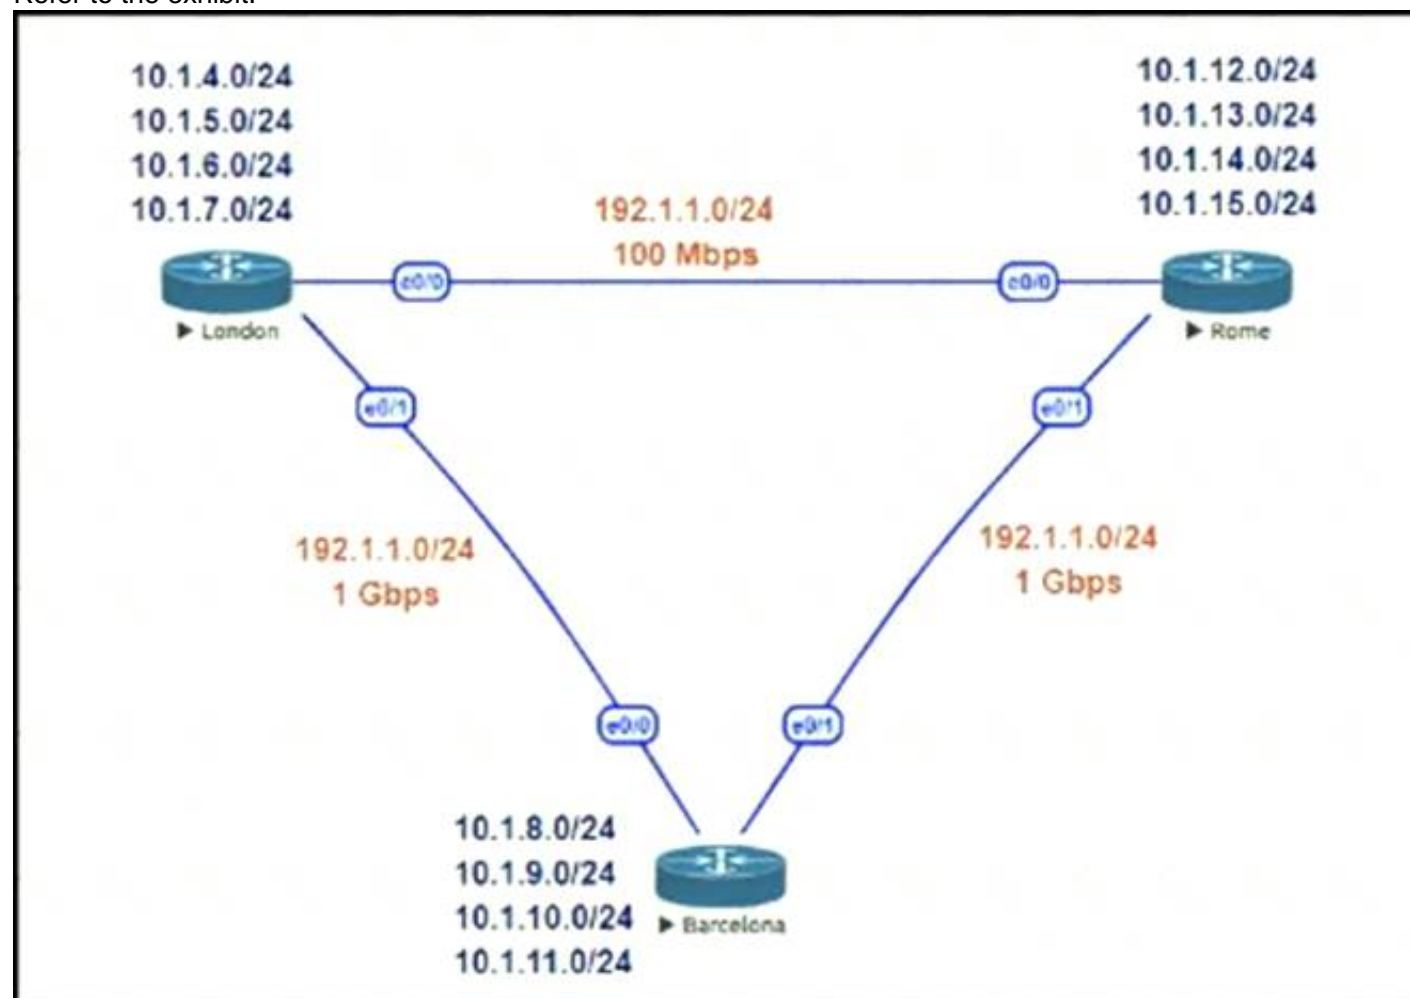 Refer to the exhibit.
10.1.4.0/24
10.1.5.0/24
10.1.6.0/24
10.1.7.0/24
10.1.12.0/24
10.1.13.0/24
10.1.14.0/24
10.1.15.0/24
192.1.1.0/24
100 Mbps
e0/0
e0/0
London
Rome
e0/1
e0/1
192.1.1.0/24
1 Gbps
192.1.1.0/24
1 Gbps
e0/0
e0/1
10.1.8.0/24
10.1.9.0/24
10.1.10.0/24
10.1.11.0/24
Barcelona